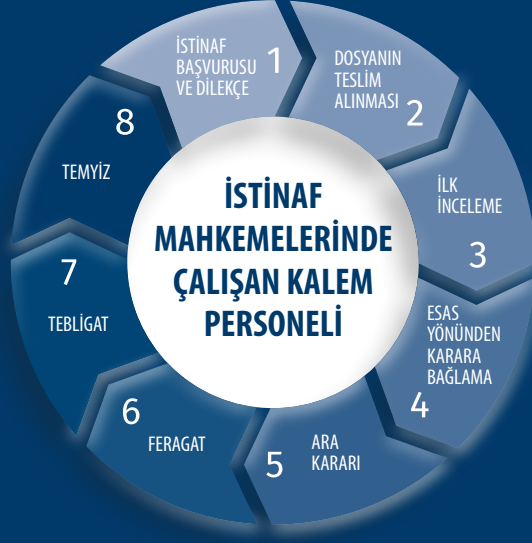 İSTİNAF
BAŞVURUSU
VE DİLEKÇE
1
DOSYANIN
TESLİM
ALINMASI
2
İLK
İNCELEME
3
ESAS
YÖNÜNDEN
KARARA
BAĞLAMA
4
ARA
KARARI
5
FERAGAT
6
TEBLİGAT
7
TEMYİZ
8
İSTİNAF
MAHKEMELERİNDE
ÇALIŞAN KALEM
PERSONELİ